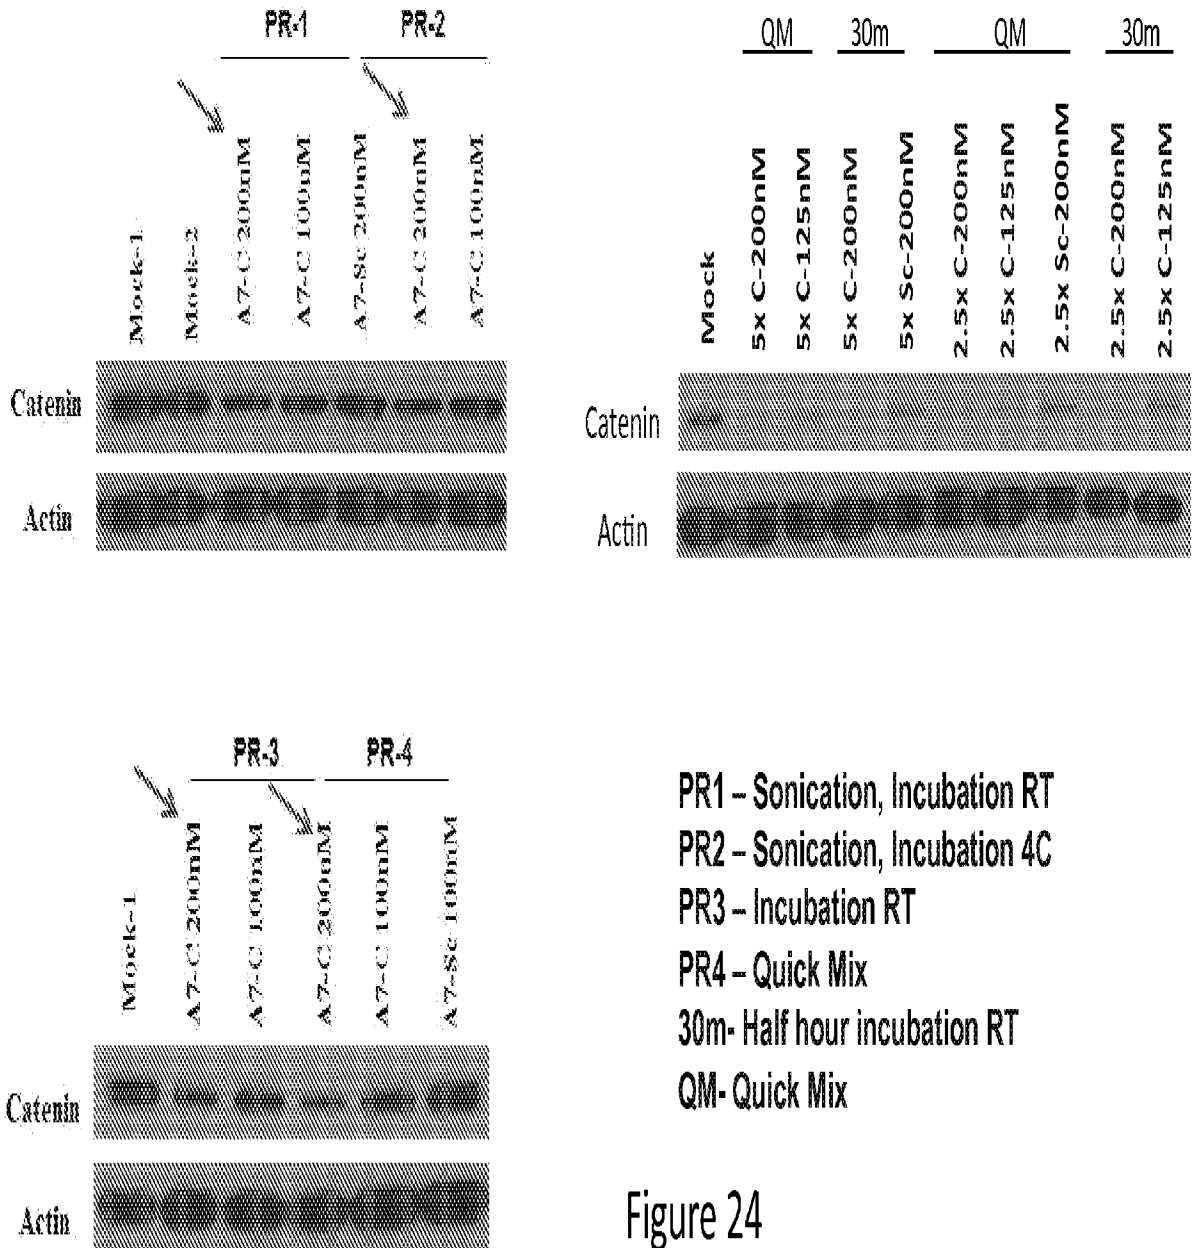 PR-1 PR-2
Mock-1
Mock-2
A7-C 200nM
A7-C 100nM
A7-Sc 200nM
A7-C 200nM
A7-C 100nM
Catenin
Actin
QM 30m QM 30m
Mock
5x C-200nM
5x C-125nM
5x C-200nM
5x Sc-200nM
2.5x C-200nM
2.5x C-125nM
2.5x Sc-200nM
2.5x C-200nM
2.5x C-125nM
Catenin
Actin
PR-3 PR-4
Mock-1
A7-C 200nM
A7-C 100nM
A7-C 200nM
A7-C 100nM
A7-Sc 100nM
Catenin
Actin
PR1 – Sonication, Incubation RT
PR2 – Sonication, Incubation 4C
PR3 – Incubation RT
PR4 – Quick Mix
30m- Half hour incubation RT
QM- Quick Mix
Figure 24